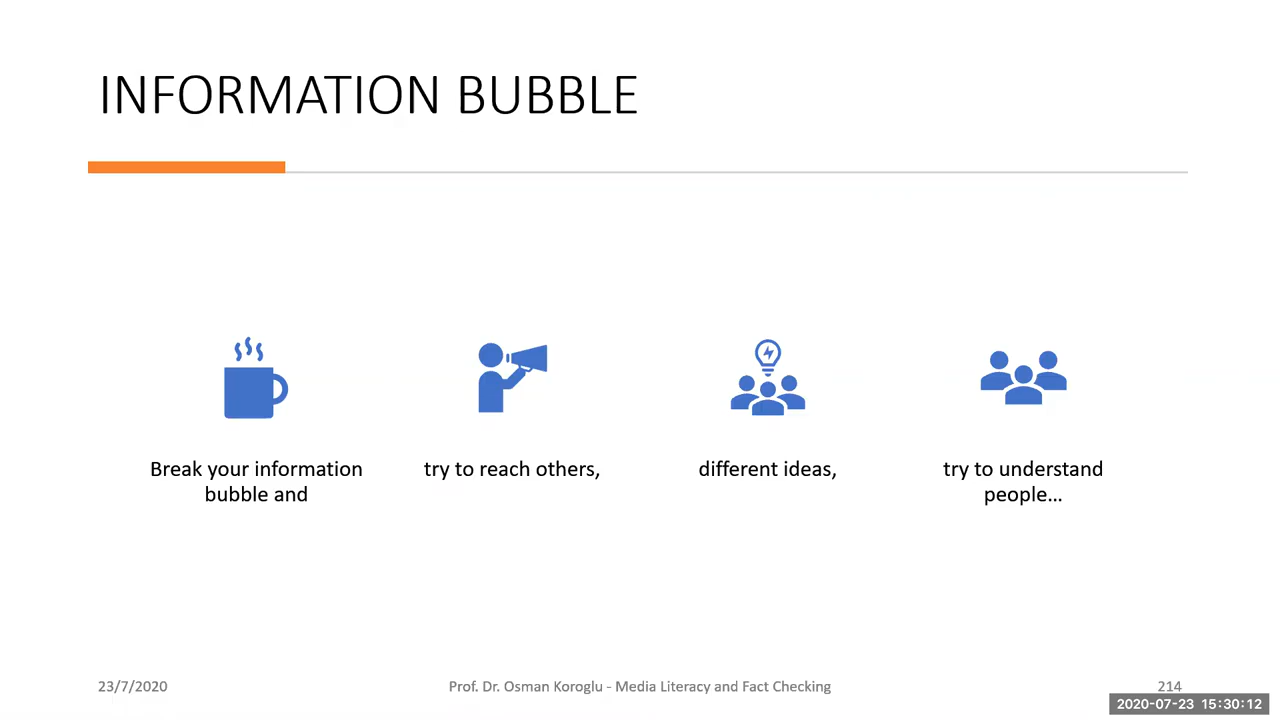 INFORMATION BUBBLE
Break your information
bubble and
try to reach others,
different ideas,
try to understand
people…
23/7/2020
Prof. Dr. Osman Koroglu - Media Literacy and Fact Checking
214
2020-07-23 15:30:12